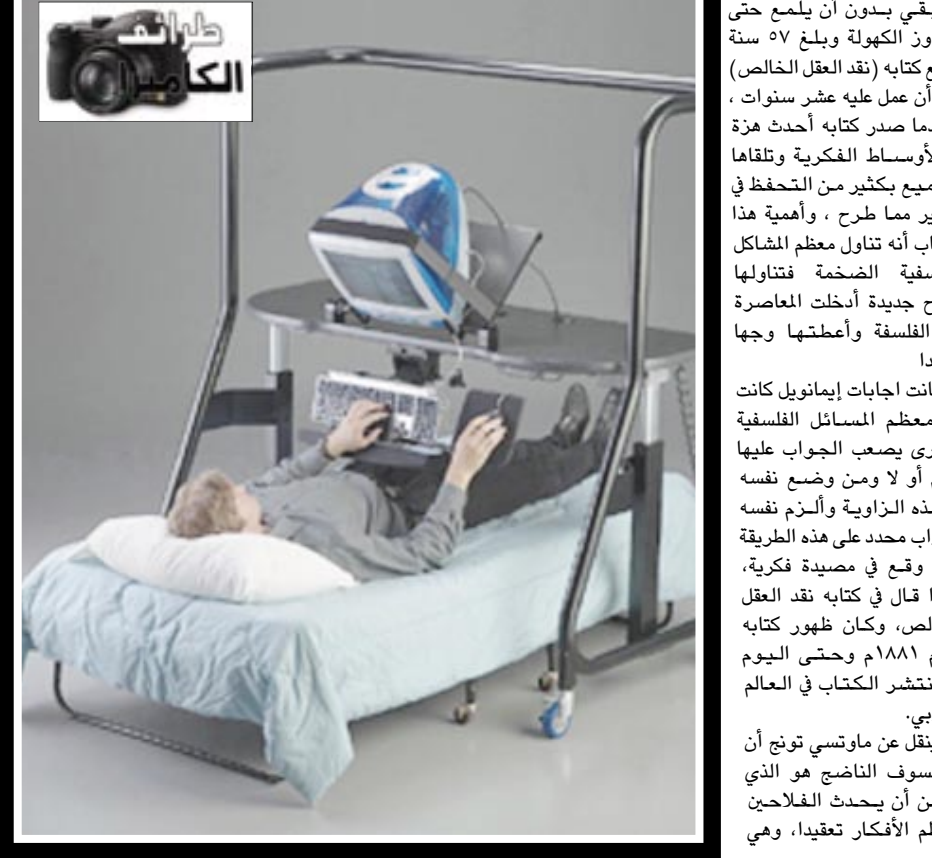 طرائف
الكاميرا
يقي بدون أن يلمع حتى
وز الكهولة وبلغ ٥٧ سنة
ع كتابه (نقد العقل الخالص)
أن عمل عليه عشر سنوات ،
دما صدر كتابه أحدث هزة
لأوساط الفكرية وتلقاها
ميع بكثير من التحفظ في
ير مما طرح ، وأهمية هذا
اب أنه تناول معظم المشاكل
سفية الضخمة فتناولها
ح جديدة أدخلت المعاصرة
الفلسفة وأعطتها وجها
دا
انت اجابات إيمانويل كانت
معظم المسائل الفلسفية
رى يصعب الجواب عليها
أو لا ومن وضع نفسه
ذه الزاوية وألزم نفسه
واب محدد على هذه الطريقة
وقع في مصيدة فكرية،
ا قال في كتابه نقد العقل
لص، وكان ظهور كتابه
م ١٨٨١م وحتى اليوم
نتشر الكتاب في العالم
بي.
ينقل عن ماوتسي تونج أن
سوف الناضج هو الذي
ن أن يحدث الفلاحين
لم الأفكار تعقيدا، وهي